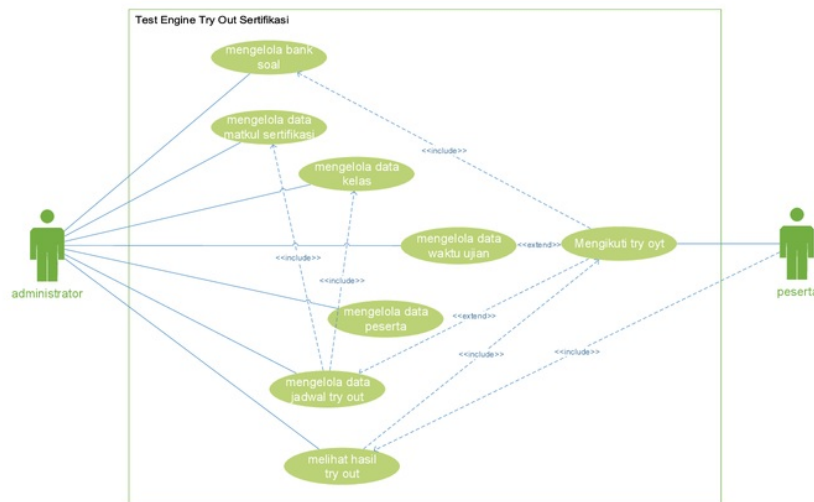 Test Engine Try Out Sertifikasi
mengelola bank
soal
mengelola data
matkul sertifikasi
<<include>>
mengelola data
kelas
administrator
mengelola data
waktu ujian
<<extend>>
Mengikuti try oyt
peserta
<<include>>
<<include>>
mengelola data
peserta
<<extend>>
<<include>>
<<include>>
mengelola data
jadwal try out
melihat hasil
try out